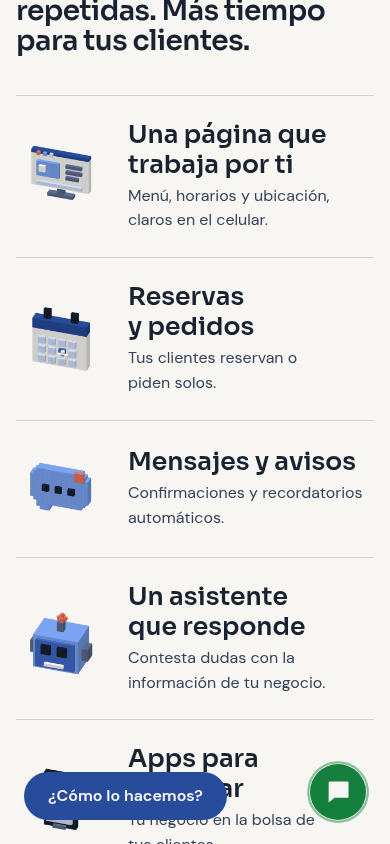 repetidas. Más tiempo
para tus clientes.
Una página que
trabaja por ti
Menú, horarios y ubicación,
claros en el celular.
Reservas
y pedidos
Tus clientes reservan o
piden solos.
Mensajes y avisos
Confirmaciones y recordatorios
automáticos.
Un asistente
que responde
Contesta dudas con la
información de tu negocio.
Apps para
¿Cómo lo hacemos?
Tu negocio en la bolsa de
tus clientes.